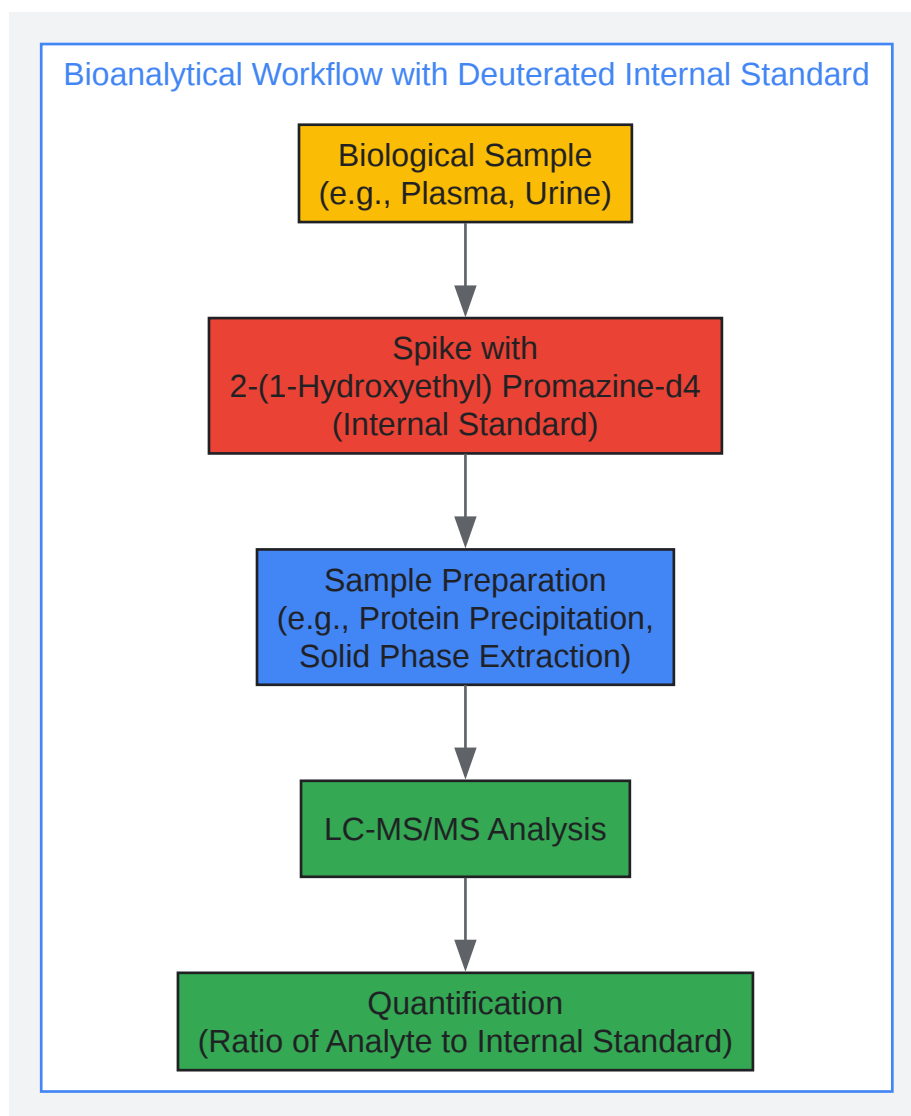 Bioanalytical Workflow with Deuterated Internal Standard
Biological Sample
(e.g., Plasma, Urine)
Spike with
2-(1-Hydroxyethyl) Promazine-d4
(Internal Standard)
Sample Preparation
(e.g., Protein Precipitation,
Solid Phase Extraction)
LC-MS/MS Analysis
Quantification
(Ratio of Analyte to Internal Standard)